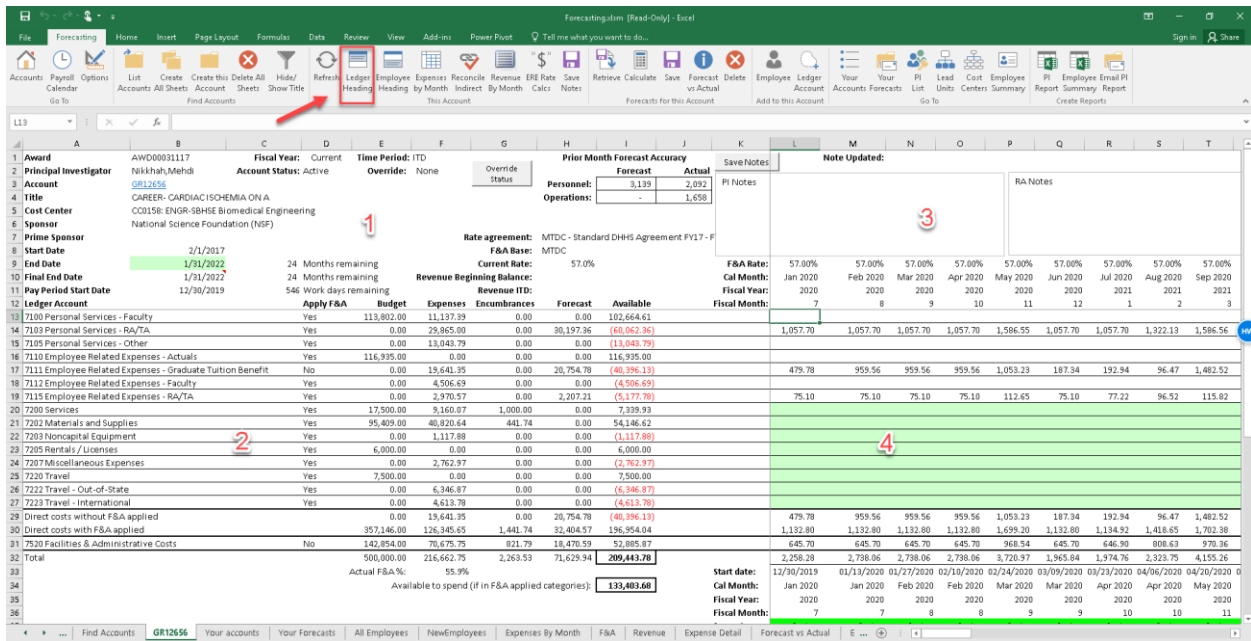 Forecasting.xlsm [Read-Only] - Excel
File Forecasting Home Insert Page Layout Formulas Data Review View Add-ins Power Pivot Tell me what you want to do... Sign in Share
Accounts Payroll Calendar Options List Accounts Create All Sheets Create this Account Delete All Sheets Hide/ Show Title Refresh Ledger Heading Employee Heading Expenses by Month Reconcile Indirect Revenue By Month ERE Rate Calcs Save Notes Retrieve Calculate Save Forecast vs Actual Delete Employee Ledger Account Your Accounts Your Forecasts PI List Lead Units Cost Centers Employee Summary PI Report Employee Summary Email PI Report
Go To Find Accounts This Account Forecasts for this Account Add to this Account Go To Create Reports
L13 fx
A B C D E F G H I J K L M N O P Q R S T
1 Award AWD00031117 Fiscal Year: Current Time Period: ITD Override Status Prior Month Forecast Accuracy Save Notes Note Updated:
2 Principal Investigator Nikkhah,Mehdi Account Status: Active Override: None Forecast Actual PI Notes RA Notes
3 Account GR12656 Personnel: 3,139 2,092
4 Title CAREER- CARDIAC ISCHEMIA ON A Operations: - 1,658
5 Cost Center CC0158: ENGR-SBHSE Biomedical Engineering
6 Sponsor National Science Foundation (NSF)
1
3
7 Prime Sponsor Rate agreement: MTDC - Standard DHHS Agreement FY17 - F
8 Start Date 2/1/2017 F&A Base: MTDC
9 End Date 1/31/2022 24 Months remaining Current Rate: 57.0% F&A Rate: 57.00% 57.00% 57.00% 57.00% 57.00% 57.00% 57.00% 57.00% 57.00%
10 Final End Date 1/31/2022 24 Months remaining Revenue Beginning Balance: Cal Month: Jan 2020 Feb 2020 Mar 2020 Apr 2020 May 2020 Jun 2020 Jul 2020 Aug 2020 Sep 2020
11 Pay Period Start Date 12/30/2019 546 Work days remaining Revenue ITD: Fiscal Year: 2020 2020 2020 2020 2020 2020 2021 2021 2021
12 Ledger Account Apply F&A Budget Expenses Encumbrances Forecast Available Fiscal Month: 7 8 9 10 11 12 1 2 3
13 7100 Personal Services - Faculty Yes 113,802.00 11,137.39 0.00 0.00 102,664.61
14 7103 Personal Services - RA/TA Yes 0.00 29,865.00 0.00 30,197.36 (60,062.36) 1,057.70 1,057.70 1,057.70 1,057.70 1,586.55 1,057.70 1,057.70 1,322.13 1,586.56
15 7105 Personal Services - Other Yes 0.00 13,043.79 0.00 0.00 (13,043.79)
16 7110 Employee Related Expenses - Actuals Yes 116,935.00 0.00 0.00 0.00 116,935.00
17 7111 Employee Related Expenses - Graduate Tuition Benefit No 0.00 19,641.35 0.00 20,754.78 (40,396.13) 479.78 959.56 959.56 959.56 1,053.23 187.34 192.94 96.47 1,482.52
18 7112 Employee Related Expenses - Faculty Yes 0.00 4,506.69 0.00 0.00 (4,506.69)
19 7115 Employee Related Expenses - RA/TA Yes 0.00 2,970.57 0.00 2,207.21 (5,177.78) 75.10 75.10 75.10 75.10 112.65 75.10 77.22 96.52 115.82
20 7200 Services Yes 17,500.00 9,160.07 1,000.00 0.00 7,339.93
21 7202 Materials and Supplies Yes 95,409.00 40,820.64 441.74 0.00 54,146.62
22 7203 Noncapital Equipment Yes 0.00 1,117.88 0.00 0.00 (1,117.88)
2
4
23 7205 Rentals / Licenses Yes 6,000.00 0.00 0.00 0.00 6,000.00
24 7207 Miscellaneous Expenses Yes 0.00 2,762.97 0.00 0.00 (2,762.97)
25 7220 Travel Yes 7,500.00 0.00 0.00 0.00 7,500.00
26 7222 Travel - Out-of-State Yes 0.00 6,346.87 0.00 0.00 (6,346.87)
27 7223 Travel - International Yes 0.00 4,613.78 0.00 0.00 (4,613.78)
29 Direct costs without F&A applied 0.00 19,641.35 0.00 20,754.78 (40,396.13) 479.78 959.56 959.56 959.56 1,053.23 187.34 192.94 96.47 1,482.52
30 Direct costs with F&A applied 357,146.00 126,345.65 1,441.74 32,404.57 196,954.04 1,132.80 1,132.80 1,132.80 1,132.80 1,699.20 1,132.80 1,134.92 1,418.65 1,702.38
31 7520 Facilities & Administrative Costs No 142,854.00 70,675.75 821.79 18,470.59 52,885.87 645.70 645.70 645.70 645.70 968.54 645.70 646.90 808.63 970.36
32 Total 500,000.00 216,662.75 2,263.53 71,629.94 209,443.78 2,258.28 2,738.06 2,738.06 2,738.06 3,720.97 1,965.84 1,974.76 2,323.75 4,155.26
33 Actual F&A %: 55.9% Start date: 12/30/2019 01/13/2020 01/27/2020 02/10/2020 02/24/2020 03/09/2020 03/23/2020 04/06/2020 04/20/2020 0
34 Available to spend (if in F&A applied categories): 133,403.68 Cal Month: Jan 2020 Jan 2020 Feb 2020 Feb 2020 Mar 2020 Mar 2020 Apr 2020 Apr 2020 May 2020
35 Fiscal Year: 2020 2020 2020 2020 2020 2020 2020 2020 2020
36 Fiscal Month: 7 7 8 8 9 9 10 10 11
... Find Accounts GR12656 Your accounts Your Forecasts All Employees NewEmployees Expenses By Month F&A Revenue Expense Detail Forecast vs Actual E ...